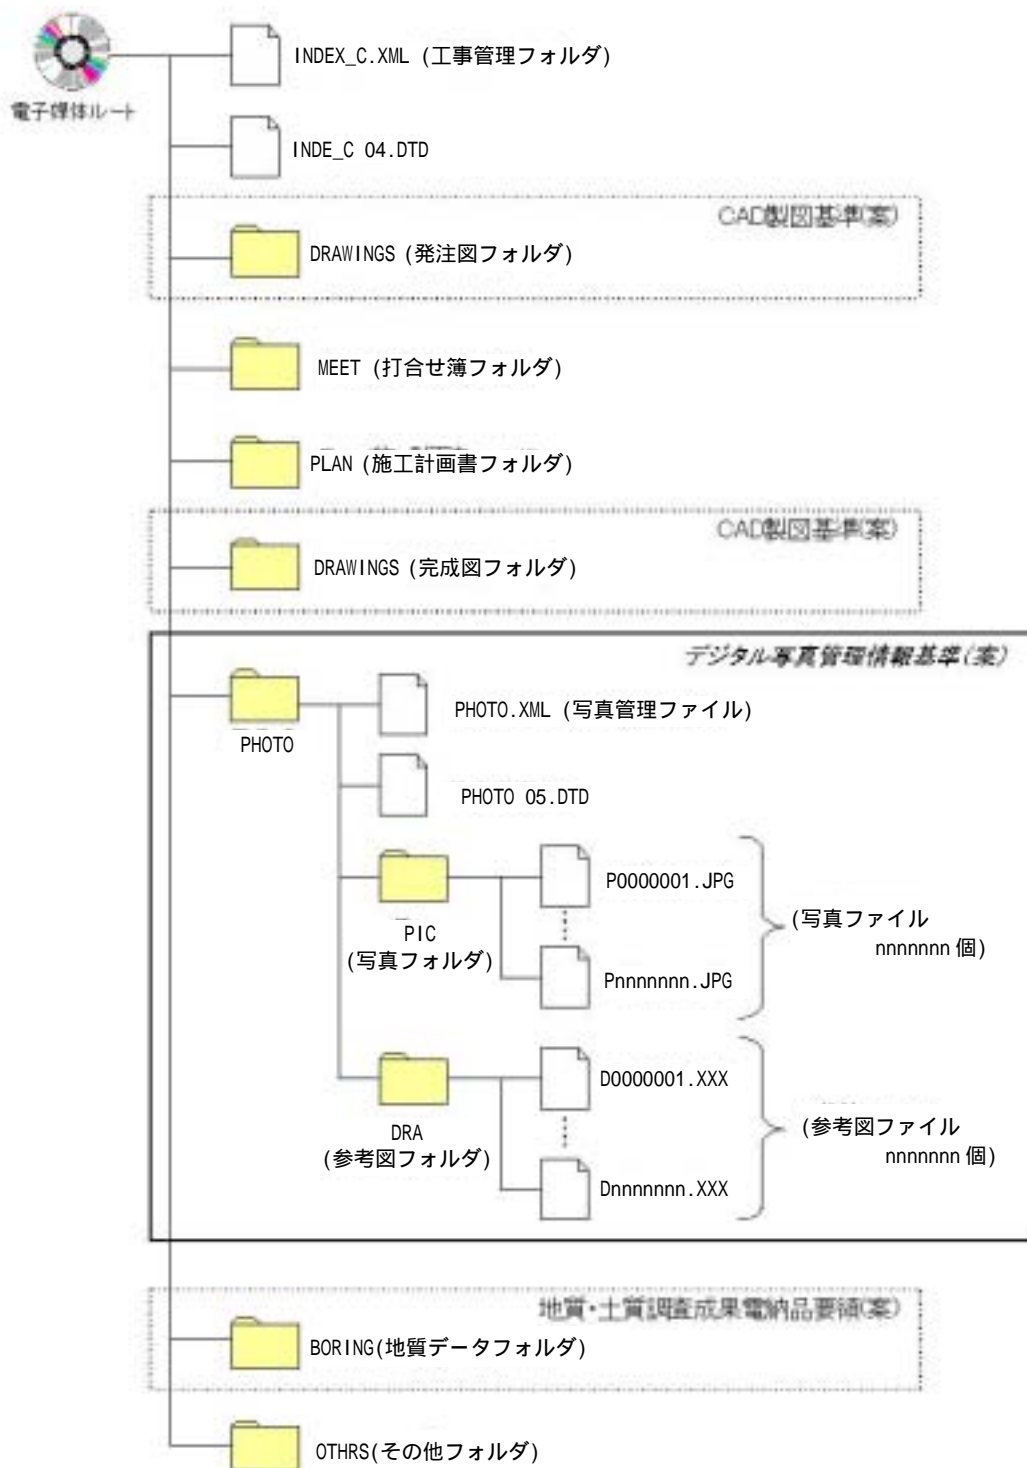 INDEX_C.XML (工事管理フォルダ)
電子媒体ルート
INDE_C 04.DTD
CAD製図基準(案)
DRAWINGS (発注図フォルダ)
MEET (打合せ簿フォルダ)
PLAN (施工計画書フォルダ)
CAD製図基準(案)
DRAWINGS (完成図フォルダ)
デジタル写真管理情報基準(案)
PHOTO.XML (写真管理ファイル)
PHOTO
PHOTO 05.DTD
P0000001.JPG
(写真ファイル
nnnnnnn 個)
PIC
(写真フォルダ)
Pnnnnnnn.JPG
D0000001.XXX
(参考図ファイル
nnnnnnn 個)
DRA
(参考図フォルダ)
Dnnnnnnn.XXX
地質・土質調査成果電納品要領(案)
BORING(地質データフォルダ)
OTHRS(その他フォルダ)